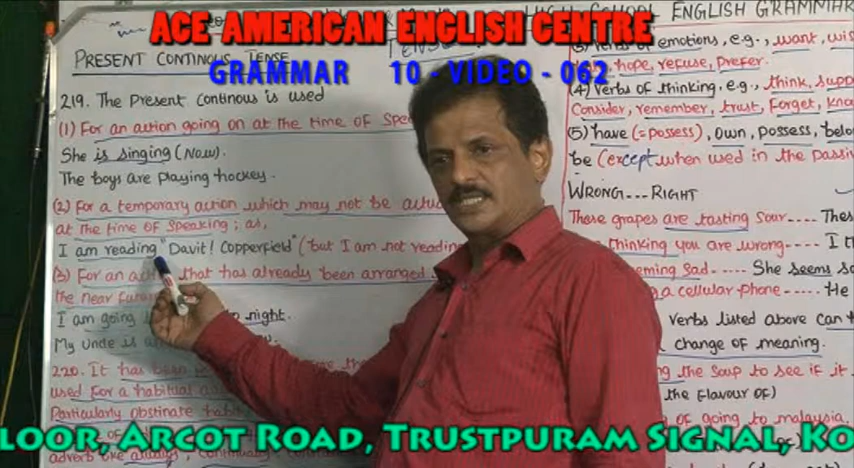 ACE AMERICAN ENGLISH CENTRE
GRAMMAR 10 - VIDEO - 062
HIGH SCHOOL ENGLISH GRAMMAR
PRESENT CONTINOUS TENSE
TENSE
219. The Present Continous is used
(1) For an action going on at the time of
She is singing (Now).
The boys are playing hockey.
(2) For a temporary action which may not be
at the time of speaking; as,
I am reading "Davit! Copperfield" (but I am not reading
(3) For an that has already been arranged
the near
I am going night.
My Uncle is
220. It has
used for a habitual
Particularly obstinate
adverb like always,
emotions, e.g., want,
hope, refuse, prefer.
(4) verbs of thinking, e.g., think,
Consider, remember, trust, Forget,
(5) have (= possess), own, possess,
be (except when used in the
WRONG...RIGHT
These grapes are tasting sour----
Thinking you are wrong----
sad.---- She seems
a cellular phone---- He
verbs listed above can
change of meaning.
the soup to see if it
the flavour of)
of going to malaysia.
LOOR, ARCOT ROAD, TRUSTPURAM SIGNAL, KO